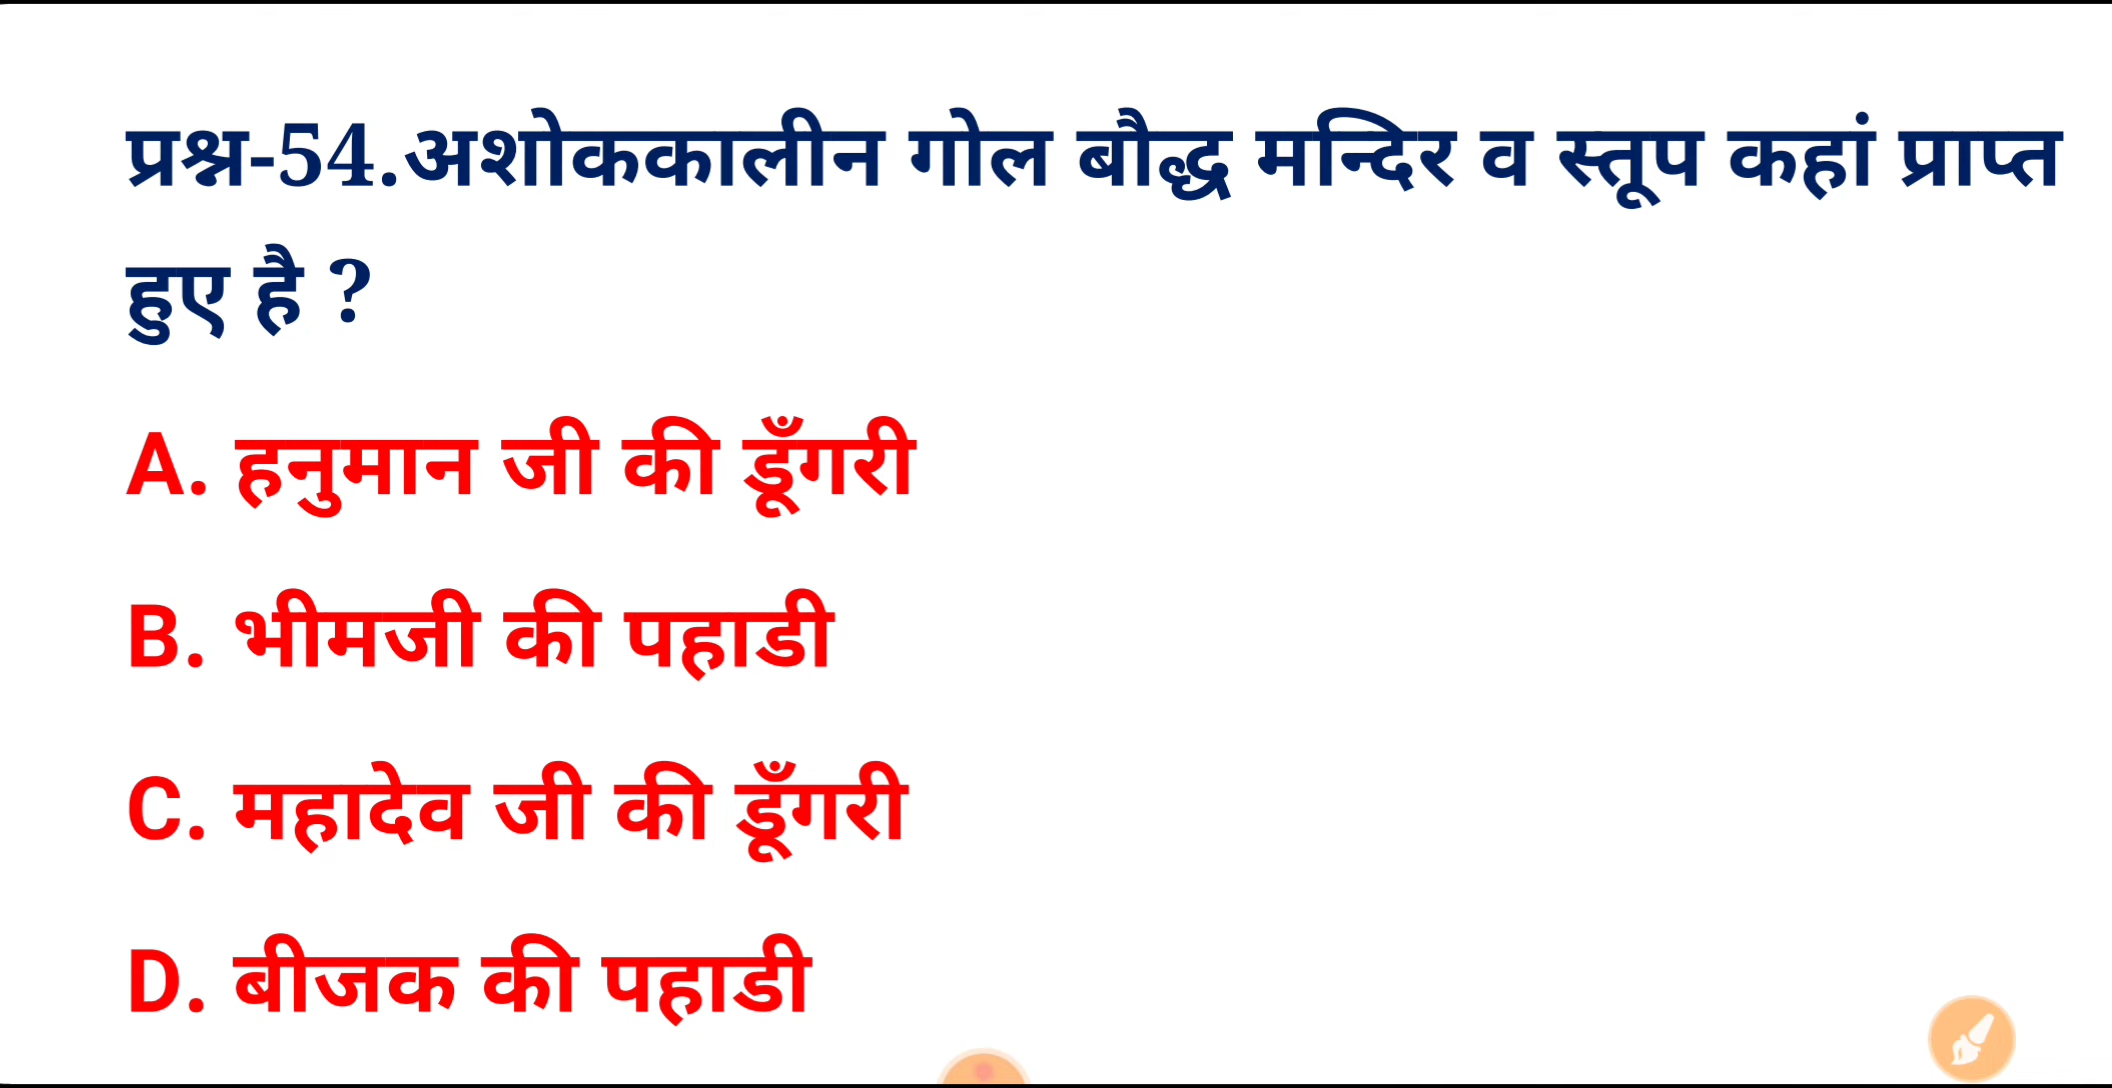 प्रश्न-54.अशोककालीन गोल बौद्ध मन्दिर व स्तूप कहां प्राप्त
हुए है ?
A. हनुमान जी की डूँगरी
B. भीमजी की पहाडी
C. महादेव जी की डूँगरी
D. बीजक की पहाडी